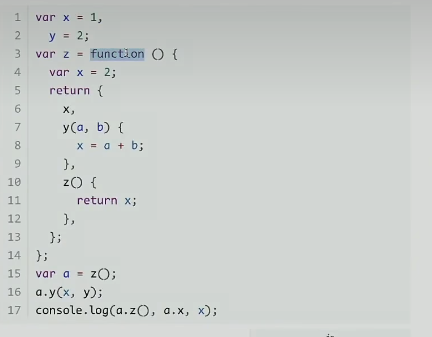 1 var x = 1,
2   y = 2;
3 var z = function () {
4   var x = 2;
5   return {
6     x,
7     y(a, b) {
8       x = a + b;
9     },
10     z() {
11       return x;
12     },
13   };
14 };
15 var a = z();
16 a.y(x, y);
17 console.log(a.z(), a.x, x);